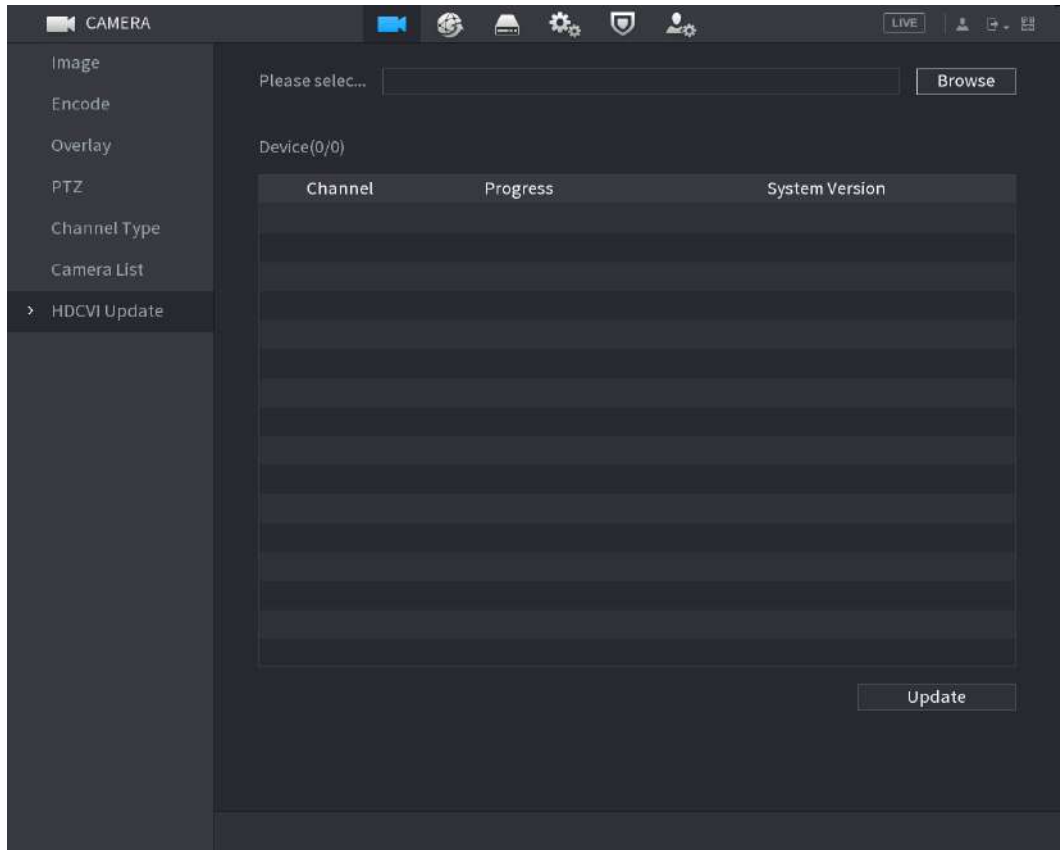 CAMERA
LIVE
Image
Encode
Overlay
PTZ
Channel Type
Camera List
HDCVI Update
Please selec...
Browse
Device(0/0)
Channel Progress System Version
Update